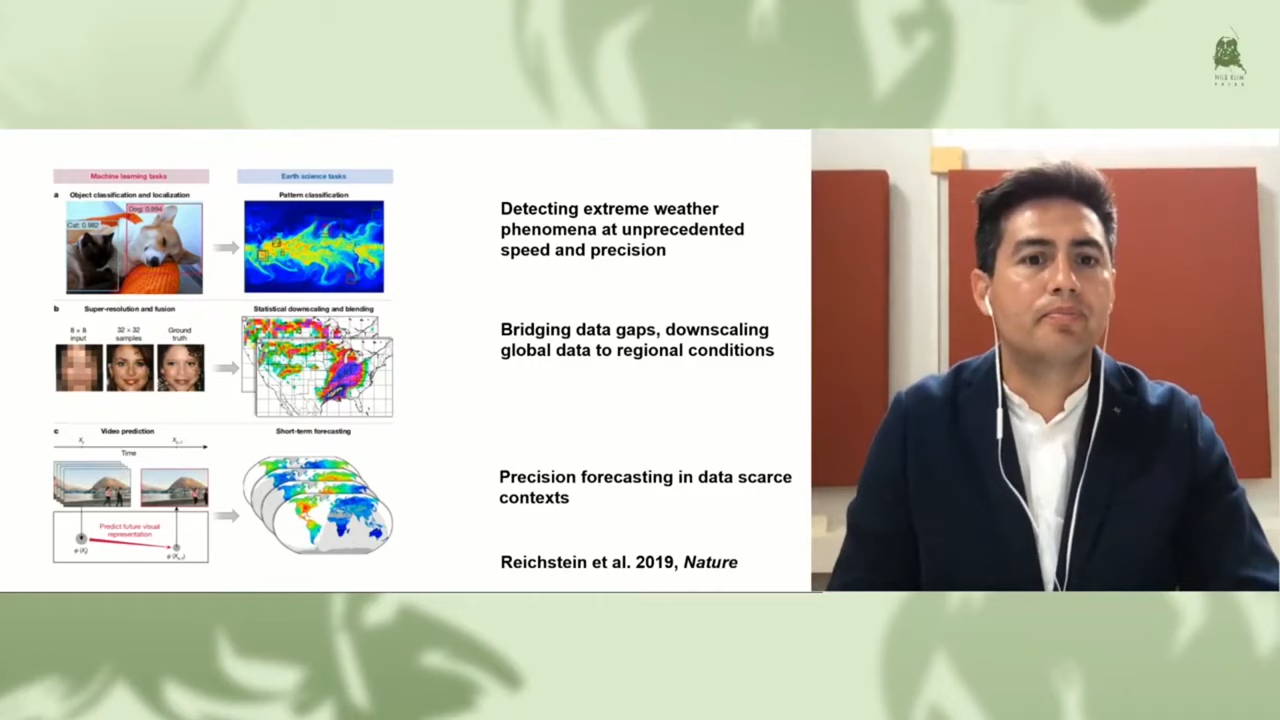 NILS KLIM
PRIZE
Machine learning tasks
Earth science tasks
a Object classification and localization
Pattern classification
Dog: 0.994
Cat: 0.982
Detecting extreme weather
phenomena at unprecedented
speed and precision
b Super-resolution and fusion
Statistical downscaling and blending
8 × 8
input
32 × 32
samples
Ground
truth
Bridging data gaps, downscaling
global data to regional conditions
c Video prediction
Short-term forecasting
Time
Predict future visual
representation
Precision forecasting in data scarce
contexts
Reichstein et al. 2019, Nature